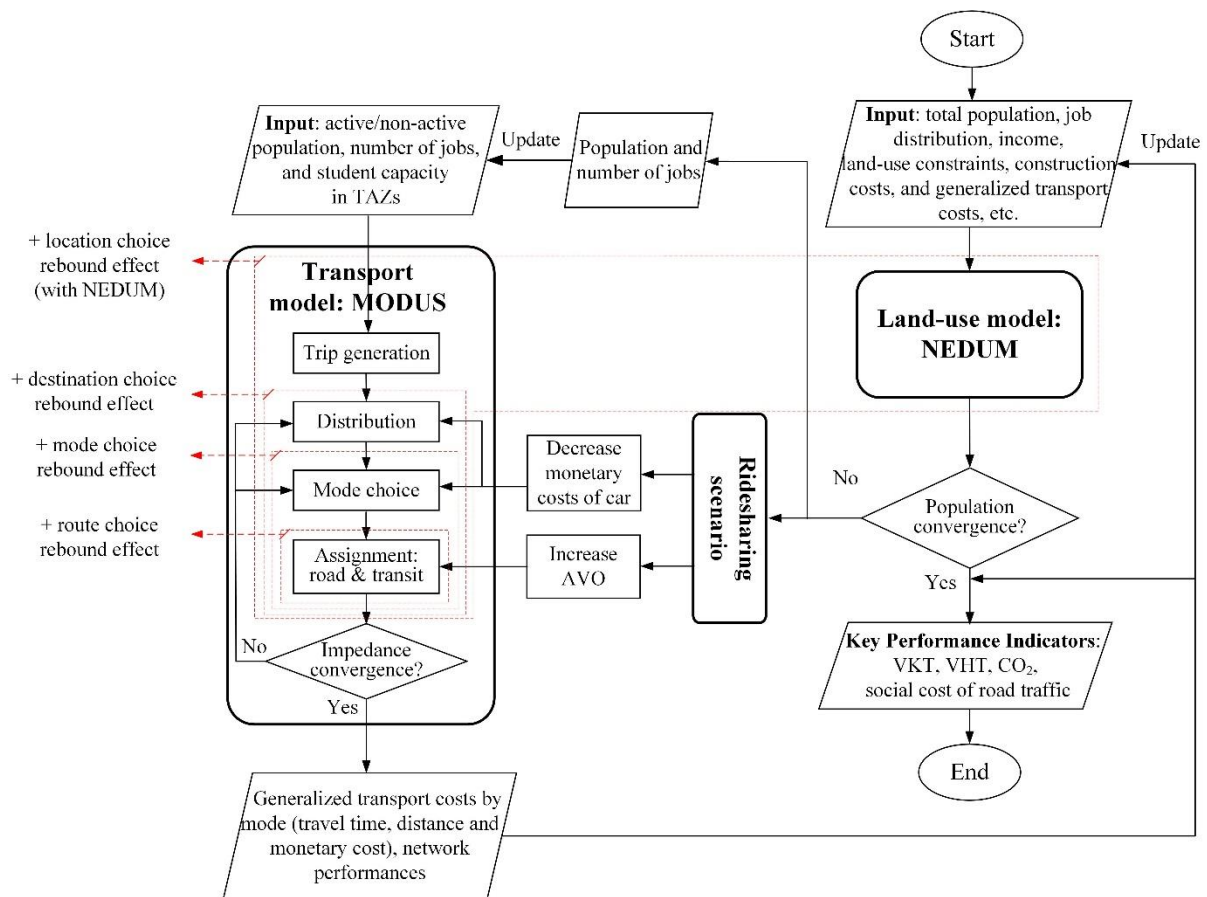 Start
Input: total population, job
distribution, income,
land-use constraints, construction
costs, and generalized transport
costs, etc.
Update
Input: active/non-active
population, number of jobs,
and student capacity
in TAZs
Update
Population and
number of jobs
+ location choice
rebound effect
(with NEDUM)
Transport
model: MODUS
Land-use model:
NEDUM
Trip generation
+ destination choice
rebound effect
Distribution
+ mode choice
rebound effect
Mode choice
Decrease
monetary
costs of car
Ridesharing
scenario
No
Population
convergence?
+ route choice
rebound effect
Assignment:
road & transit
Increase
AVO
Yes
No
Impedance
convergence?
Yes
Key Performance Indicators:
VKT, VHT, CO₂,
social cost of road traffic
End
Generalized transport costs by
mode (travel time, distance and
monetary cost), network
performances